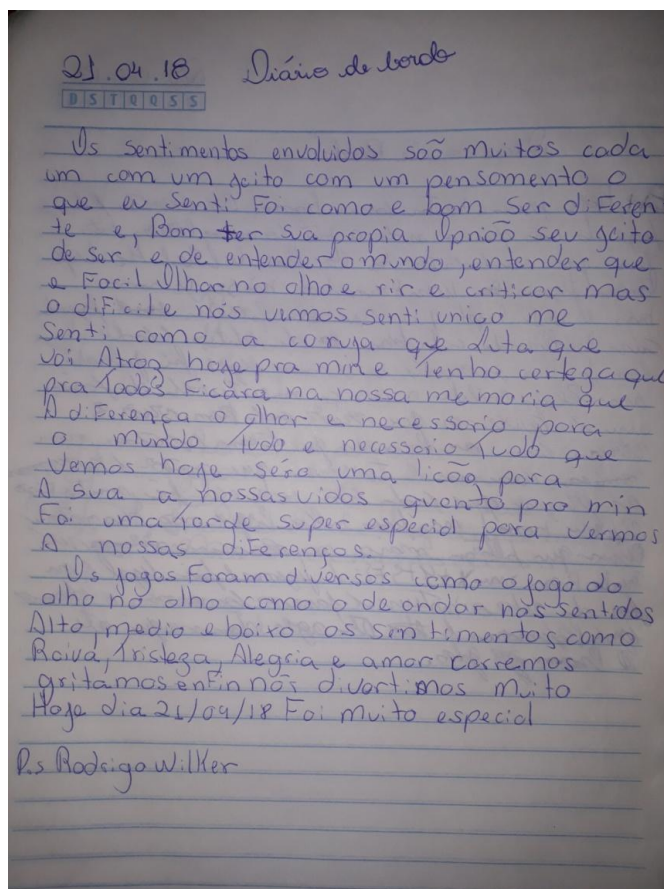 21.04.18 Diário de bordo
D S T Q Q S S
Os sentimentos envolvidos são muitos cada
um com um jeito com um pensamento o
que eu senti Foi como e bom ser diFeren
te e, Bom ter sua propia Opnião seu jeito
de ser e de entender o mundo, entender que
e Facil Olhar no olho e rir e criticar mas
o diFicil e nós vermos senti unico me
Senti como a coruja que luta que
voi Atraz hoje pra mim e Tenho certeza que
pra Todos Ficara na nossa memoria que
A diFerença o olhar e necessario para
o mundo Tudo e necessario Tudo que
Vemos hoje sera uma licão para
A sua a nossas vidas quento pro min
Foi uma Tarde super especial para vermos
A nossas diFerenças.
Os jogos Foram diversos como o jogo do
olho no olho como o de andar nos sentidos
Alto, medio e baixo os sentimentos como
Raiva, Tristeza, Alegria e amor corremos
gritamos enFin nós divertimos muito
Hoje dia 21/04/18 Foi muito especial
P.s Rodrigo Wilker